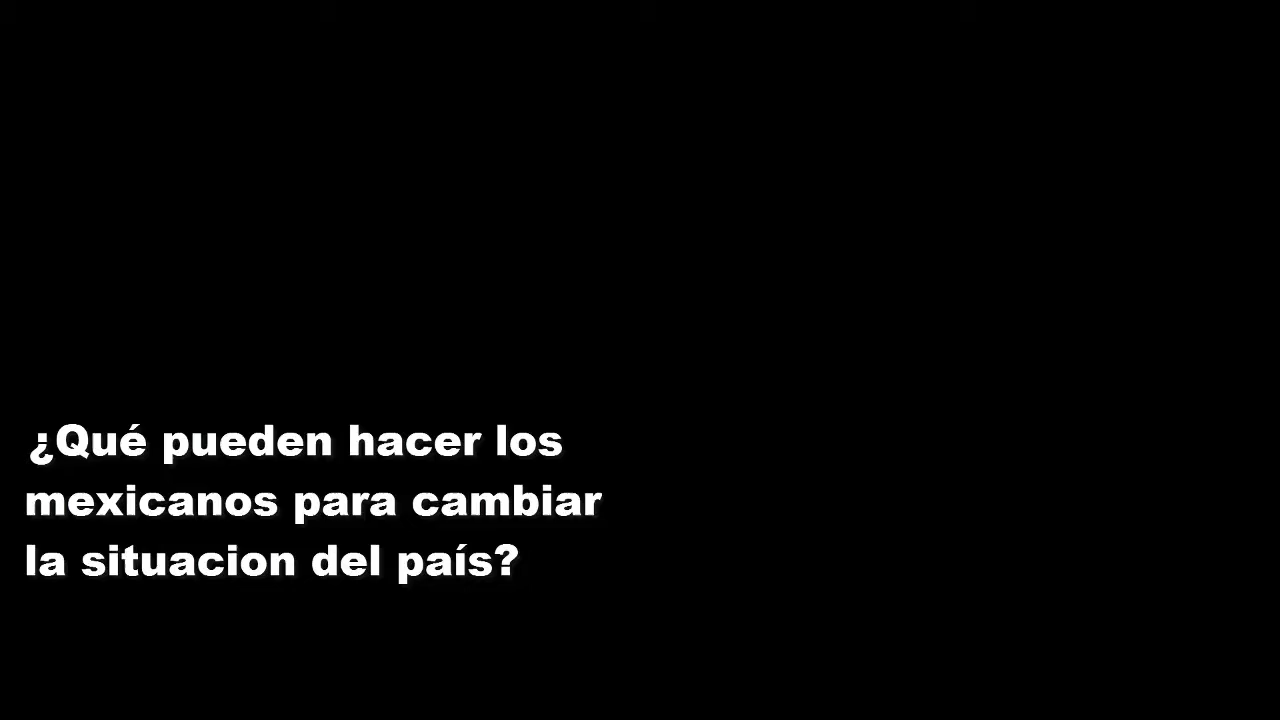 ¿Qué pueden hacer los
mexicanos para cambiar
la situacion del país?